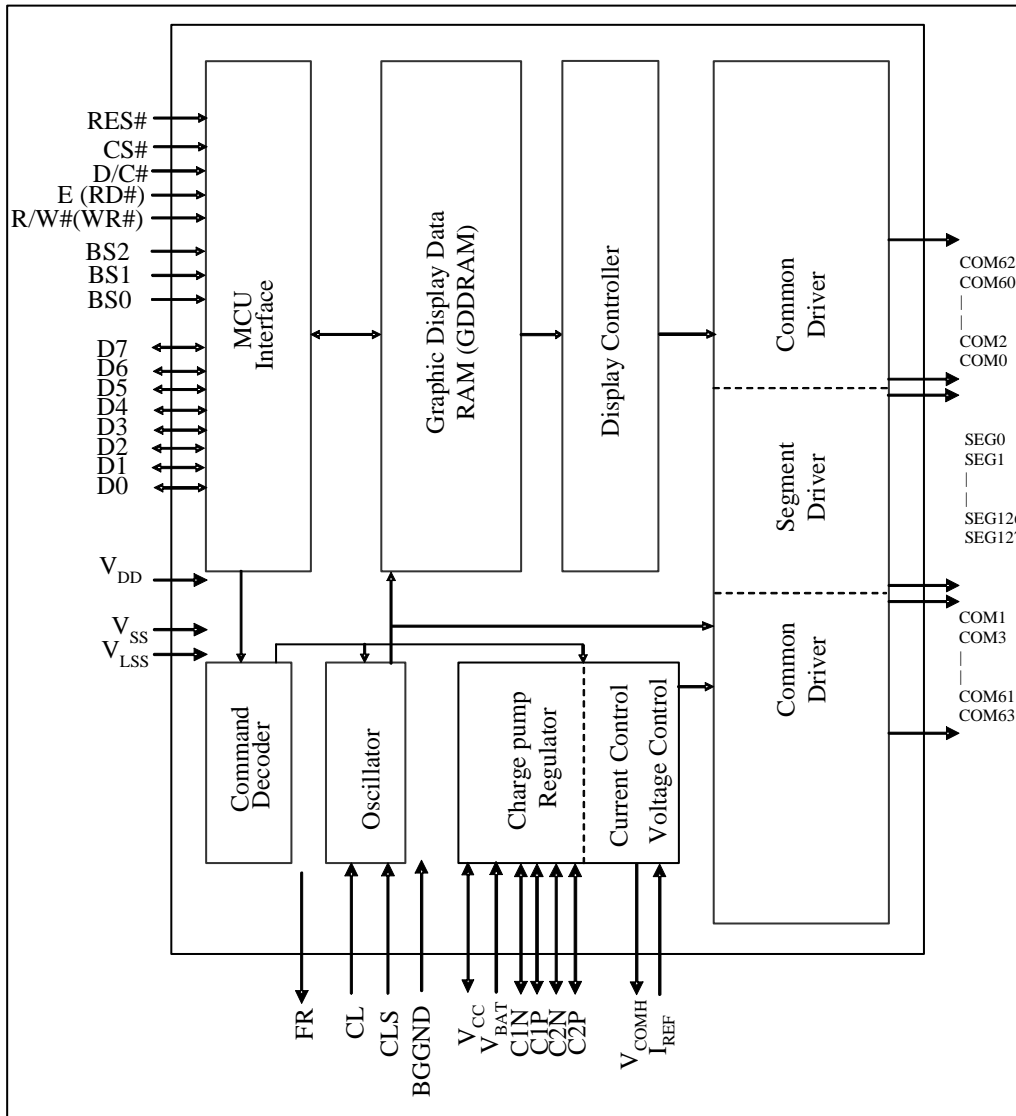 RES#
CS#
D/C#
E (RD#)
R/W#(WR#)
BS2
BS1
BS0
D7
D6
D5
D4
D3
D2
D1
D0
VDD
VSS
VLSS
MCU
Interface
Graphic Display Data
RAM (GDDRAM)
Display Controller
Common
Driver
Segment
Driver
Common
Driver
COM62
COM60
|
|
COM2
COM0
SEG0
SEG1
|
|
SEG126
SEG127
COM1
COM3
|
|
COM61
COM63
Command
Decoder
Oscillator
Charge pump
Regulator
Current Control
Voltage Control
FR
CL
CLS
BGGND
VCC
VBAT
C1N
C1P
C2N
C2P
VCOMH
IREF